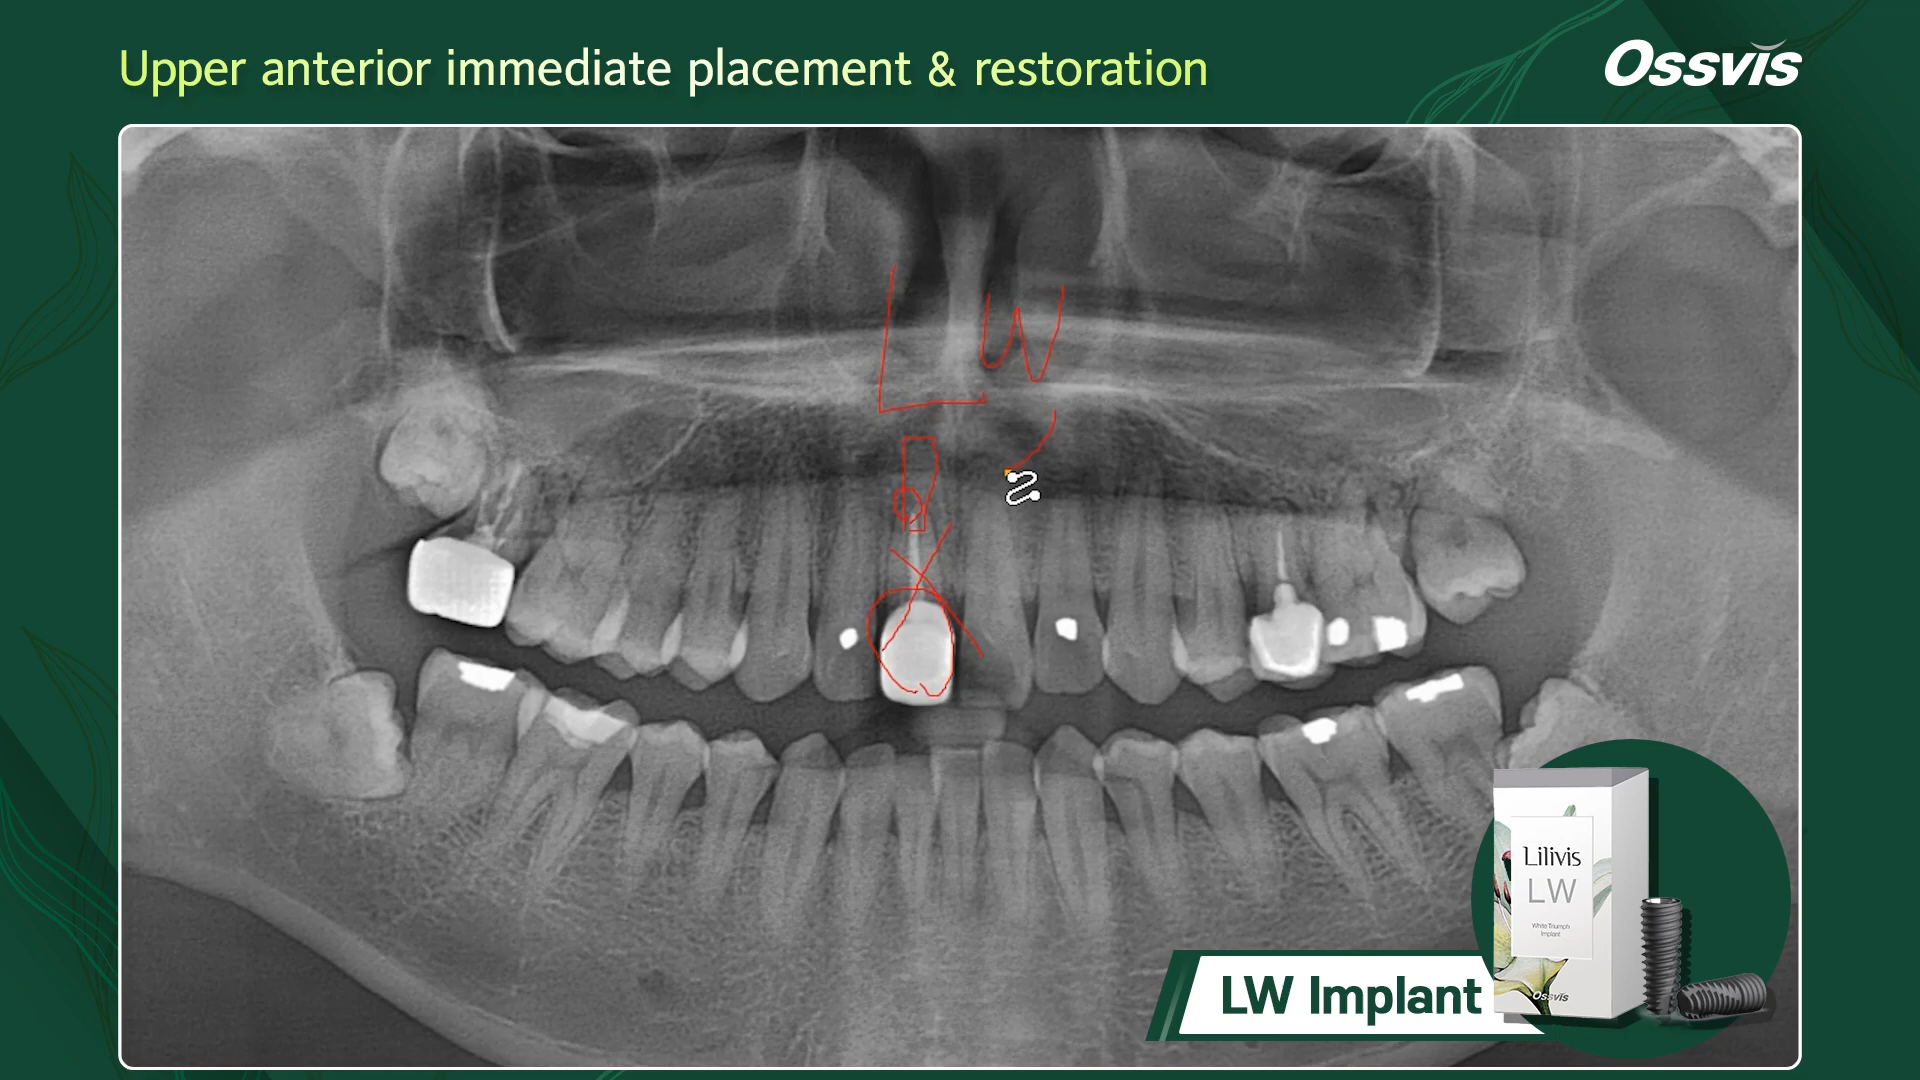 Upper anterior immediate placement & restoration
Ossvis
LW
Lilivis
LW
White Triumph
Implant
Ossvis
LW Implant